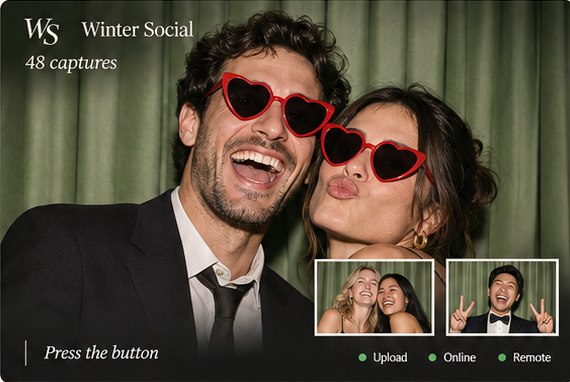 WS Winter Social
48 captures
Press the button
Upload Online Remote